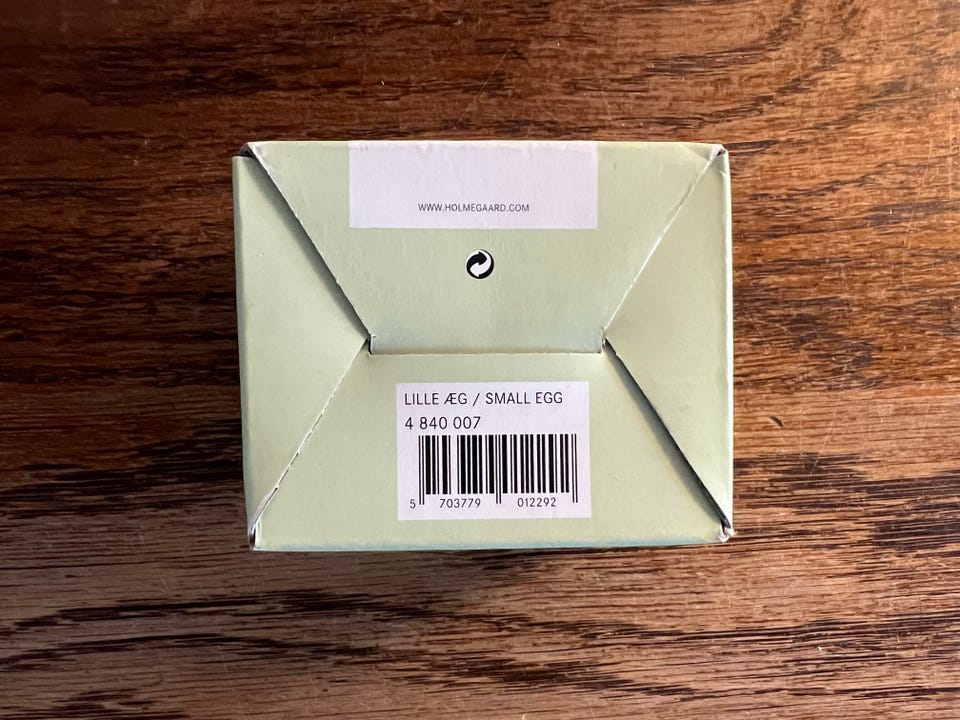 WWW.HOLMEGAARD.COM
LILLE ÆG / SMALL EGG
4 840 007
5 703779 012292